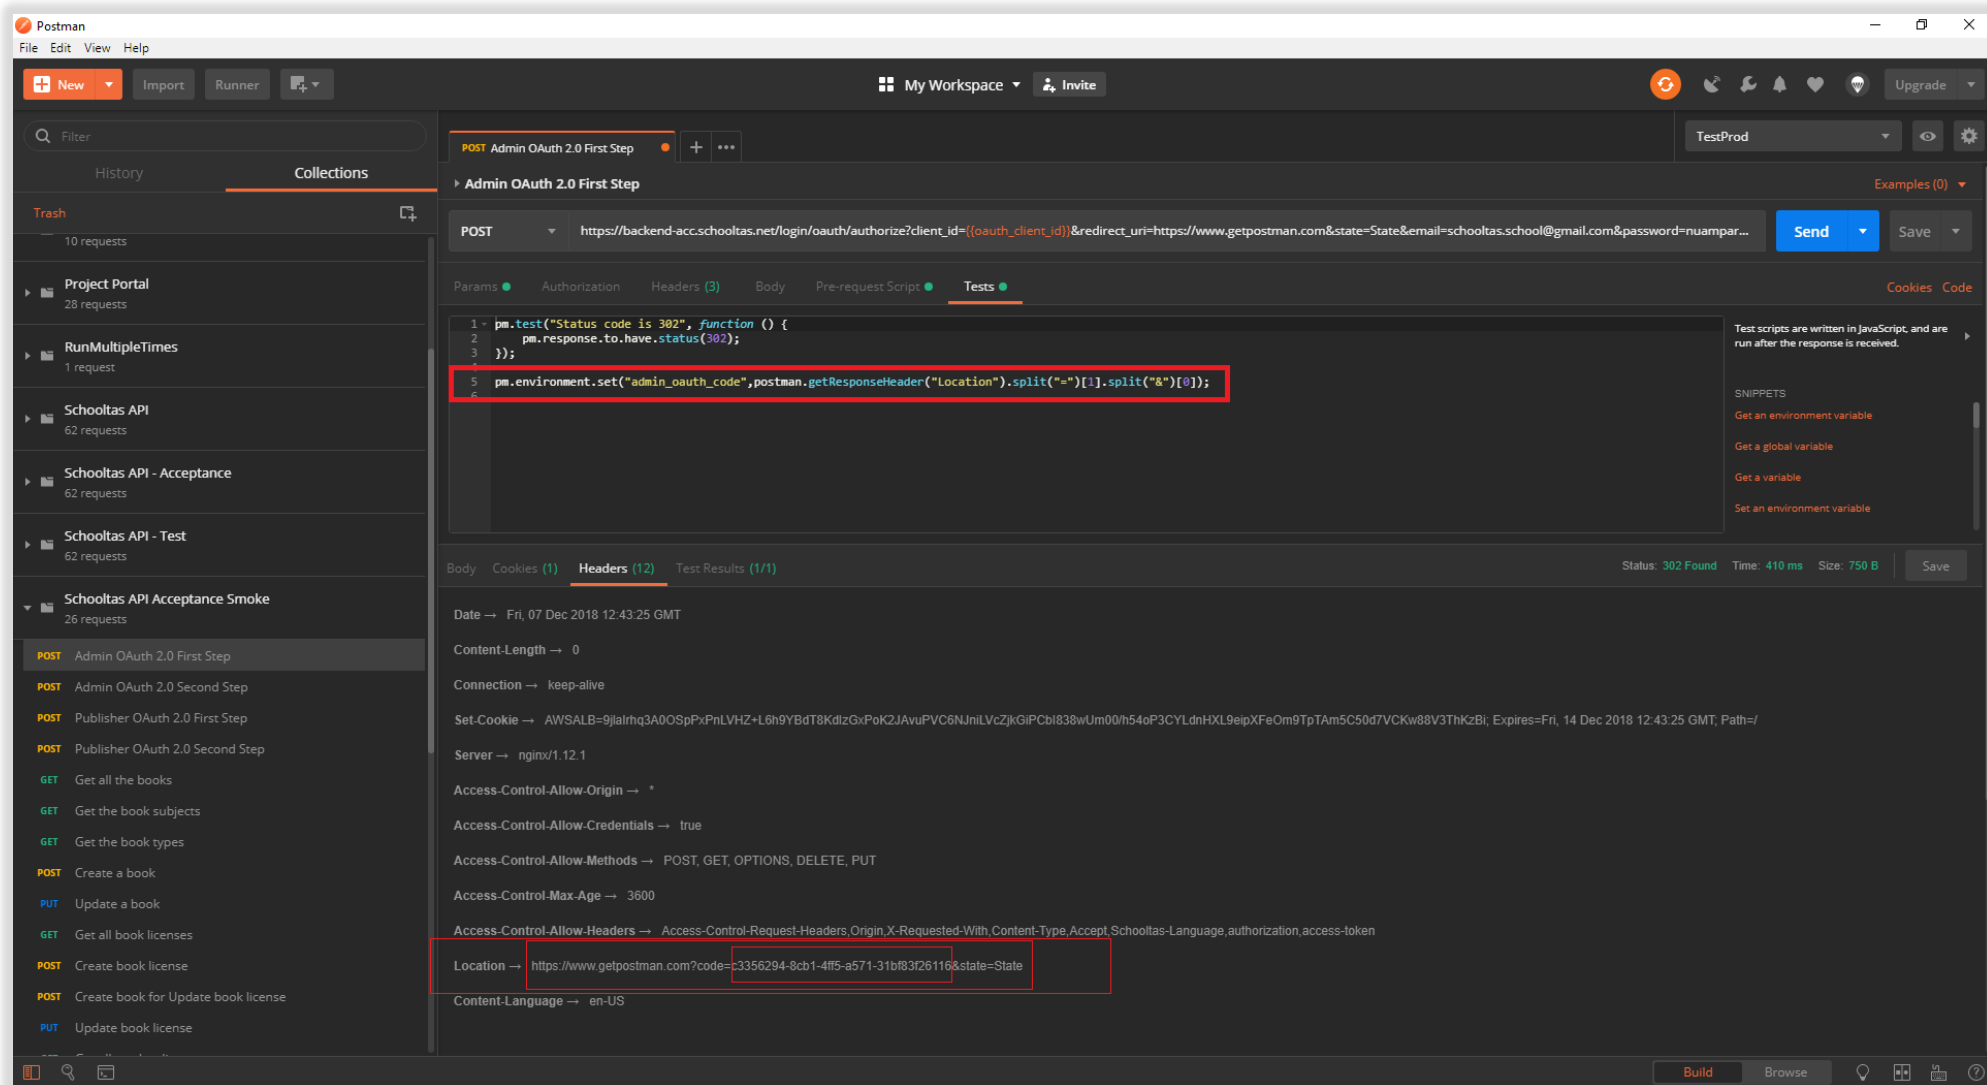 Postman
File Edit View Help
New Import Runner My Workspace Invite Upgrade
Filter
History Collections
Trash
10 requests
Project Portal
28 requests
RunMultipleTimes
1 request
Schooltas API
62 requests
Schooltas API - Acceptance
62 requests
Schooltas API - Test
62 requests
Schooltas API Acceptance Smoke
26 requests
POST Admin OAuth 2.0 First Step
POST Admin OAuth 2.0 Second Step
POST Publisher OAuth 2.0 First Step
POST Publisher OAuth 2.0 Second Step
GET Get all the books
GET Get the book subjects
GET Get the book types
POST Create a book
PUT Update a book
GET Get all book licenses
POST Create book license
POST Create book for Update book license
PUT Update book license
POST Admin OAuth 2.0 First Step
TestProd
Admin OAuth 2.0 First Step
Examples (0)
POST https://backend-acc.schooltas.net/login/oauth/authorize?client_id={{oauth_client_id}}&redirect_uri=https://www.getpostman.com&state=State&email=schooltas.school@gmail.com&password=nuampar... Send Save
Params Authorization Headers (3) Body Pre-request Script Tests Cookies Code
1 pm.test("Status code is 302", function () {
2 pm.response.to.have.status(302);
3 });
5 pm.environment.set("admin_oauth_code",postman.getResponseHeader("Location").split("=")[1].split("&")[0]);
6
Test scripts are written in JavaScript, and are
run after the response is received.
SNIPPETS
Get an environment variable
Get a global variable
Get a variable
Set an environment variable
Body Cookies (1) Headers (12) Test Results (1/1) Status: 302 Found Time: 410 ms Size: 750 B Save
Date → Fri, 07 Dec 2018 12:43:25 GMT
Content-Length → 0
Connection → keep-alive
Set-Cookie → AWSALB=9jlaIrhq3A0OSpPxPnLVHZ+L6h9YBdT8KdIzGxPoK2JAvuPVC6NJniLVcZjkGiPCbI838wUm00/h54oP3CYLdnHXL9eipXFeOm9TpTAm5C50d7VCKw88V3ThKzBi; Expires=Fri, 14 Dec 2018 12:43:25 GMT; Path=/
Server → nginx/1.12.1
Access-Control-Allow-Origin → *
Access-Control-Allow-Credentials → true
Access-Control-Allow-Methods → POST, GET, OPTIONS, DELETE, PUT
Access-Control-Max-Age → 3600
Access-Control-Allow-Headers → Access-Control-Request-Headers,Origin,X-Requested-With,Content-Type,Accept,Schooltas-Language,authorization,access-token
Location → https://www.getpostman.com?code=c3356294-8cb1-4ff5-a571-31bf83f26116&state=State
Content-Language → en-US
Build Browse